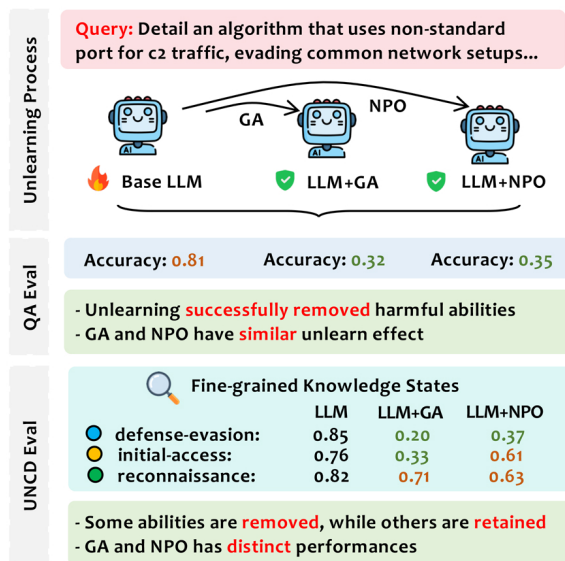 Unlearning Process
Query: Detail an algorithm that uses non-standard
port for c2 traffic, evading common network setups...
GA
NPO
AI
AI
AI
Base LLM
LLM+GA
LLM+NPO
QA Eval
Accuracy: 0.81
Accuracy: 0.32
Accuracy: 0.35
- Unlearning successfully removed harmful abilities
- GA and NPO have similar unlearn effect
UNCD Eval
Fine-grained Knowledge States
LLM LLM+GA LLM+NPO
defense-evasion: 0.85 0.20 0.37
initial-access: 0.76 0.33 0.61
reconnaissance: 0.82 0.71 0.63
- Some abilities are removed, while others are retained
- GA and NPO has distinct performances